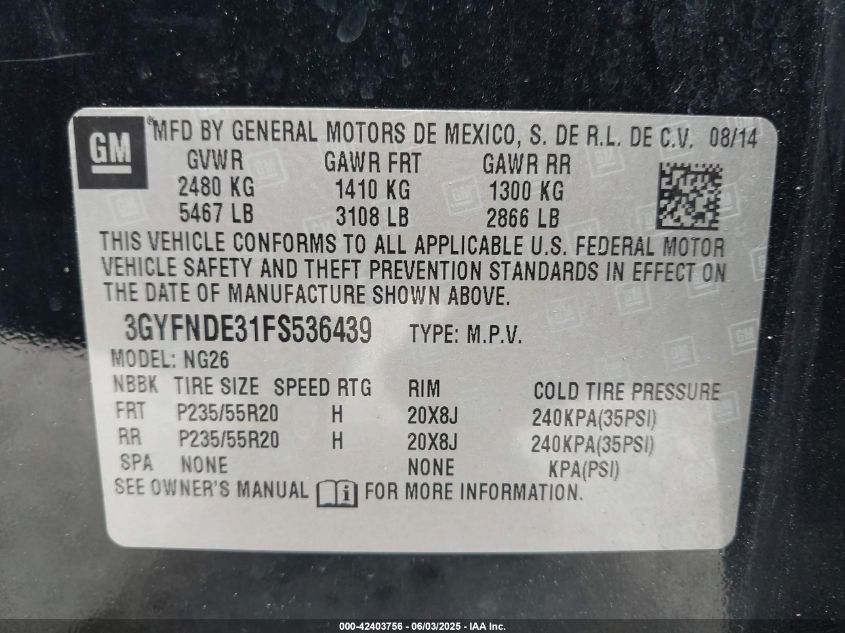 GM
MFD BY GENERAL MOTORS DE MEXICO, S. DE R.L. DE C.V. 08/14
GVWR GAWR FRT GAWR RR
2480 KG 1410 KG 1300 KG
5467 LB 3108 LB 2866 LB
THIS VEHICLE CONFORMS TO ALL APPLICABLE U.S. FEDERAL MOTOR
VEHICLE SAFETY AND THEFT PREVENTION STANDARDS IN EFFECT ON
THE DATE OF MANUFACTURE SHOWN ABOVE.
3GYFNDE31FS536439 TYPE: M.P.V.
MODEL: NG26
NBBK TIRE SIZE SPEED RTG RIM COLD TIRE PRESSURE
FRT P235/55R20 H 20X8J 240KPA(35PSI)
RR P235/55R20 H 20X8J 240KPA(35PSI)
SPA NONE NONE KPA(PSI)
SEE OWNER'S MANUAL FOR MORE INFORMATION.
000-42403756 - 06/03/2025 - IAA Inc.